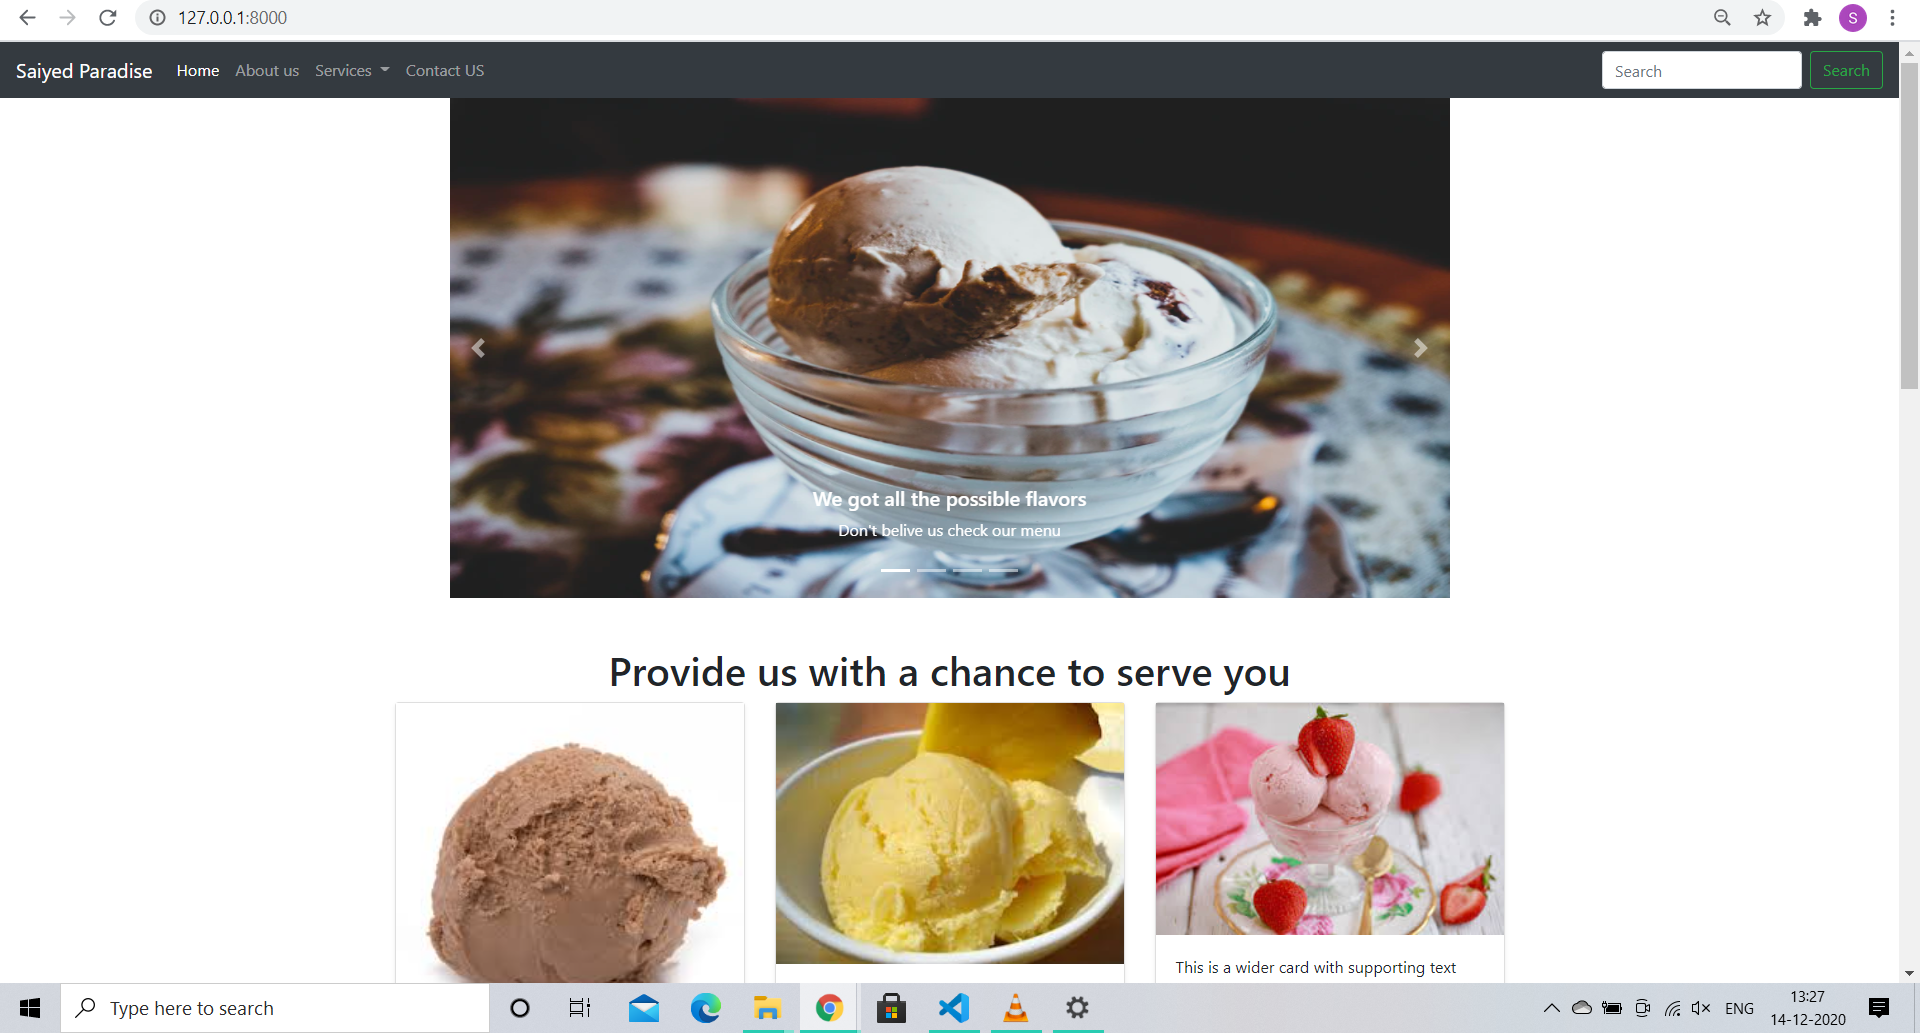 127.0.0.1:8000
S
Saiyed Paradise Home About us Services Contact US Search Search
We got all the possible flavors
Don't belive us check our menu
Provide us with a chance to serve you
This is a wider card with supporting text
Type here to search
ENG
13:27
14-12-2020